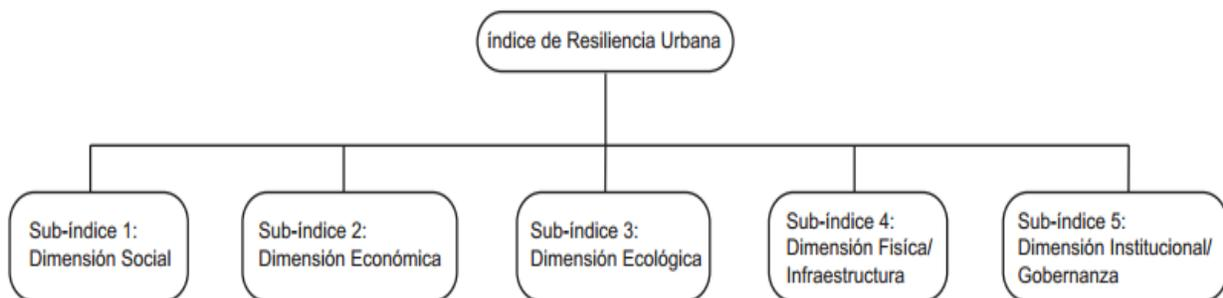 índice de Resiliencia Urbana
Sub-índice 1:
Dimensión Social
Sub-índice 2:
Dimensión Económica
Sub-índice 3:
Dimensión Ecológica
Sub-índice 4:
Dimensión Fisíca/
Infraestructura
Sub-índice 5:
Dimensión Institucional/
Gobernanza